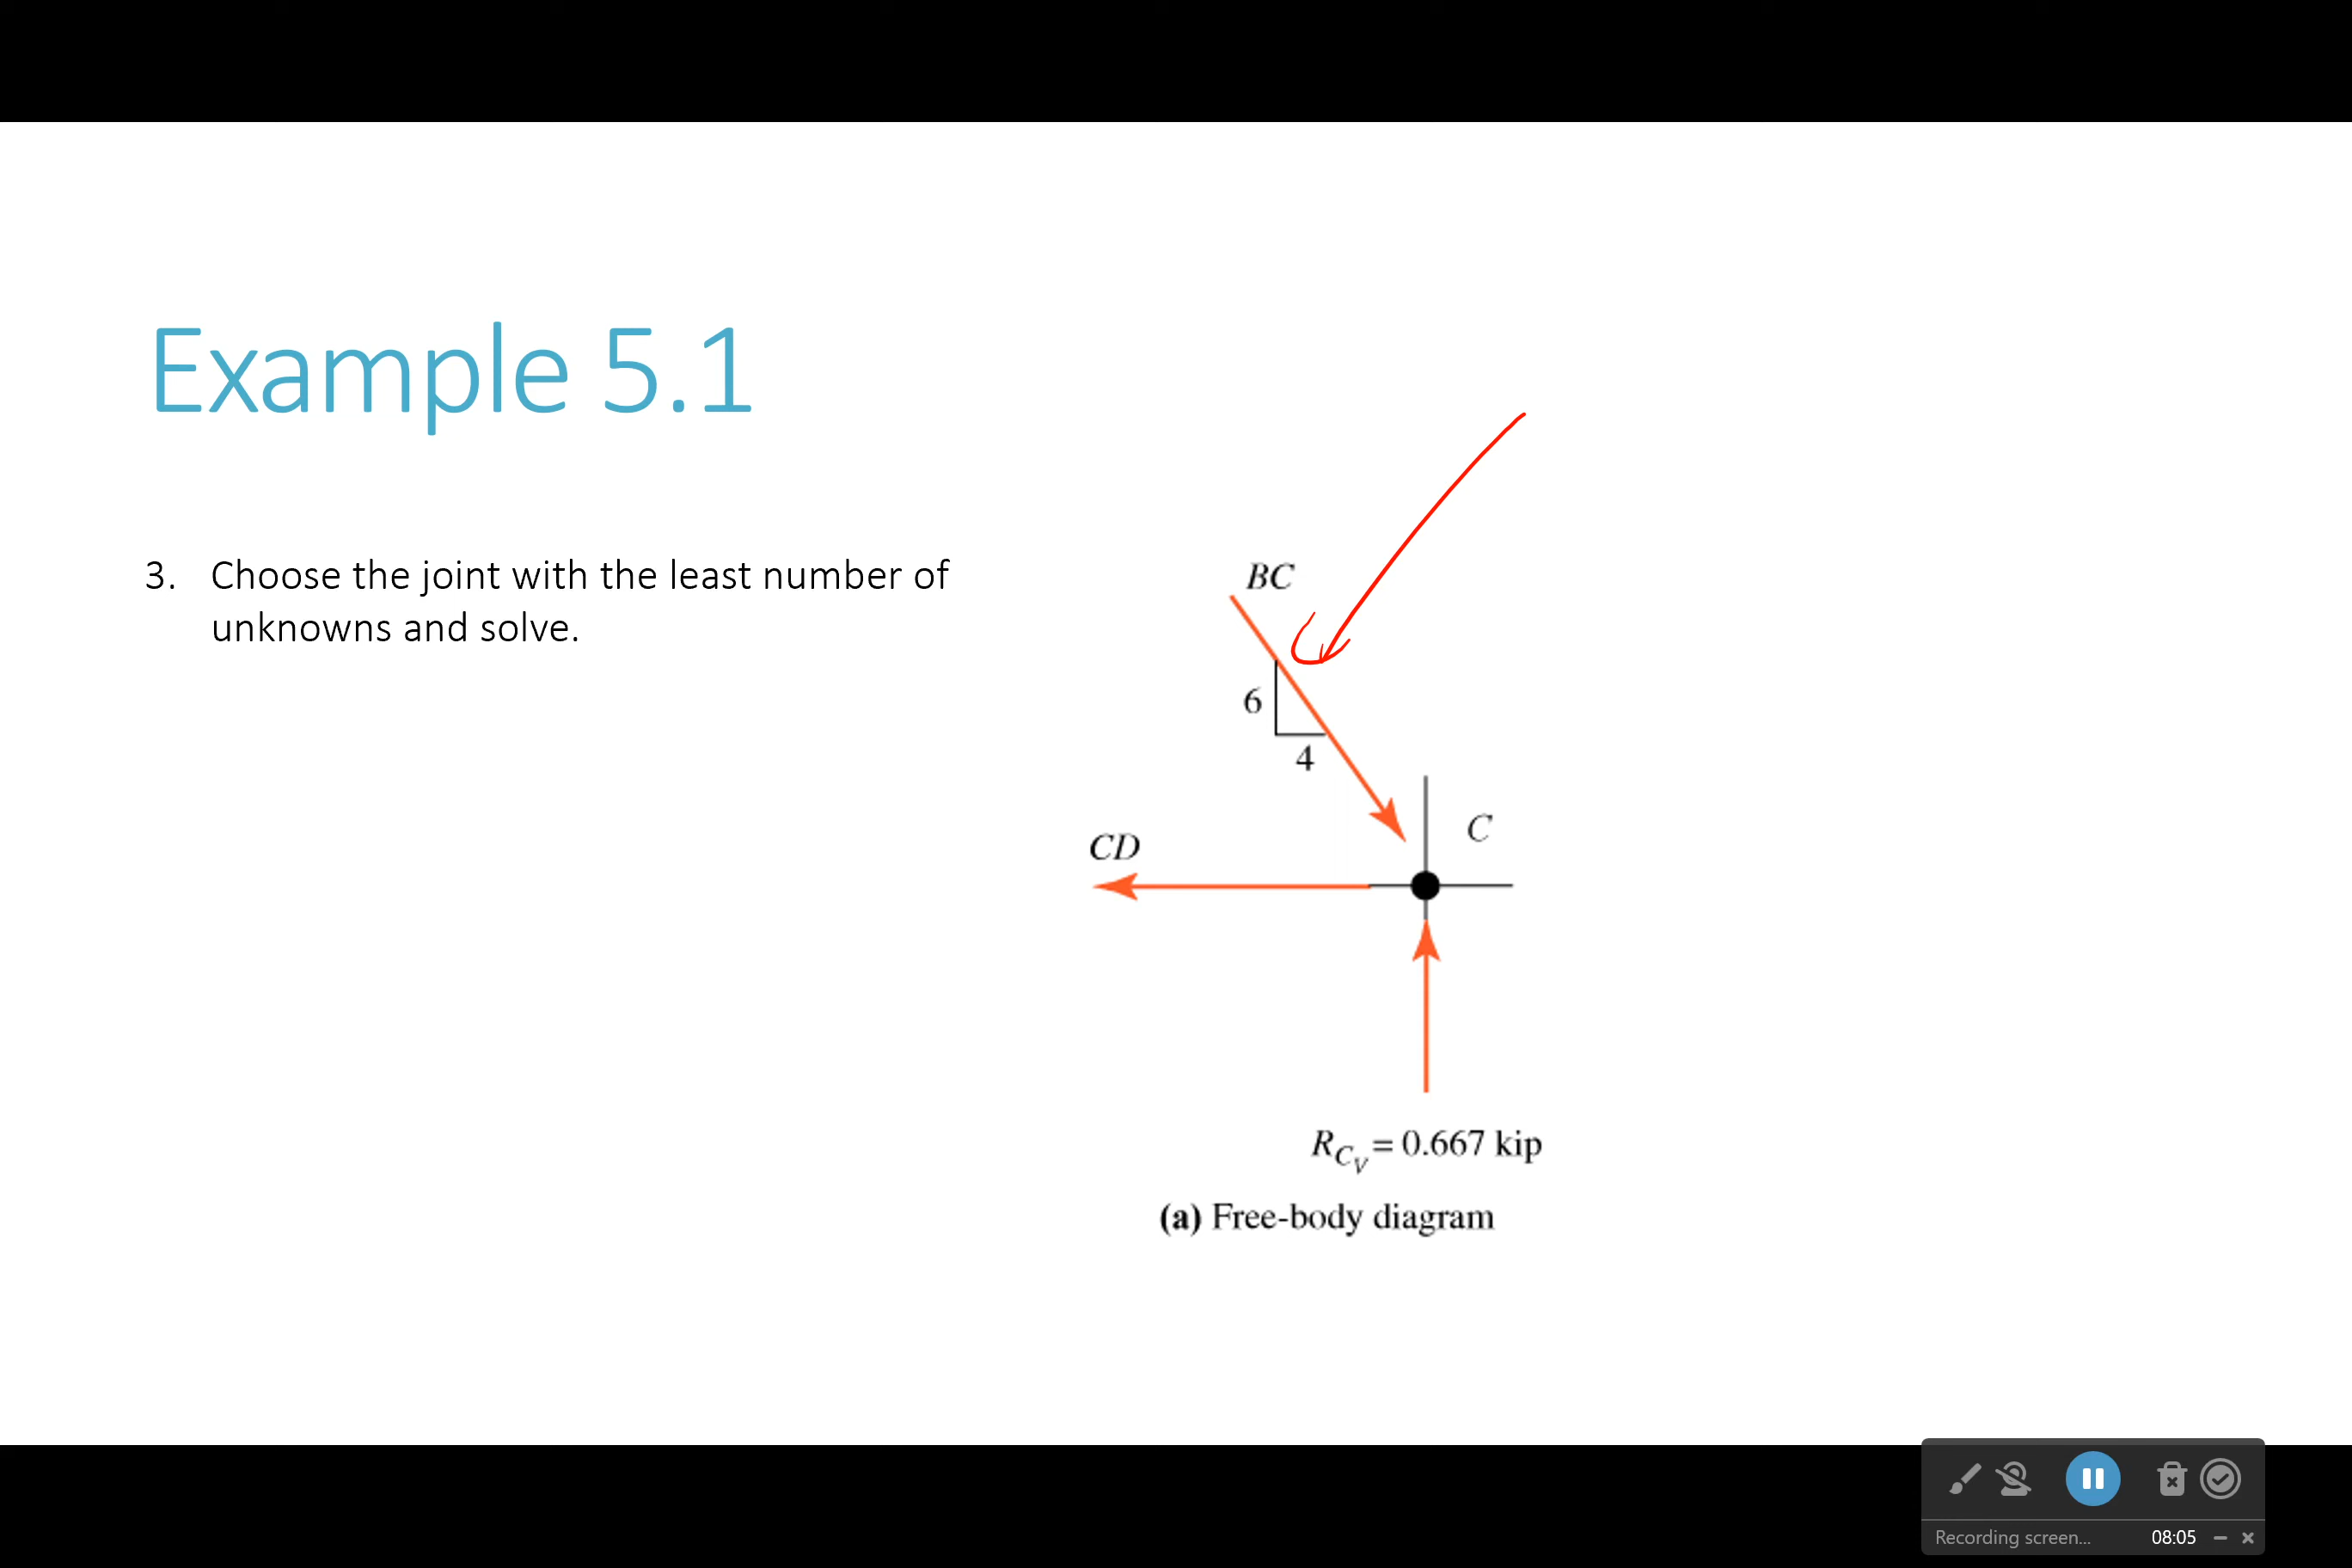 Example 5.1
3. Choose the joint with the least number of
unknowns and solve.
BC
6
4
C
CD
R_{C_V} = 0.667 kip
(a) Free-body diagram
Recording screen... 08:05